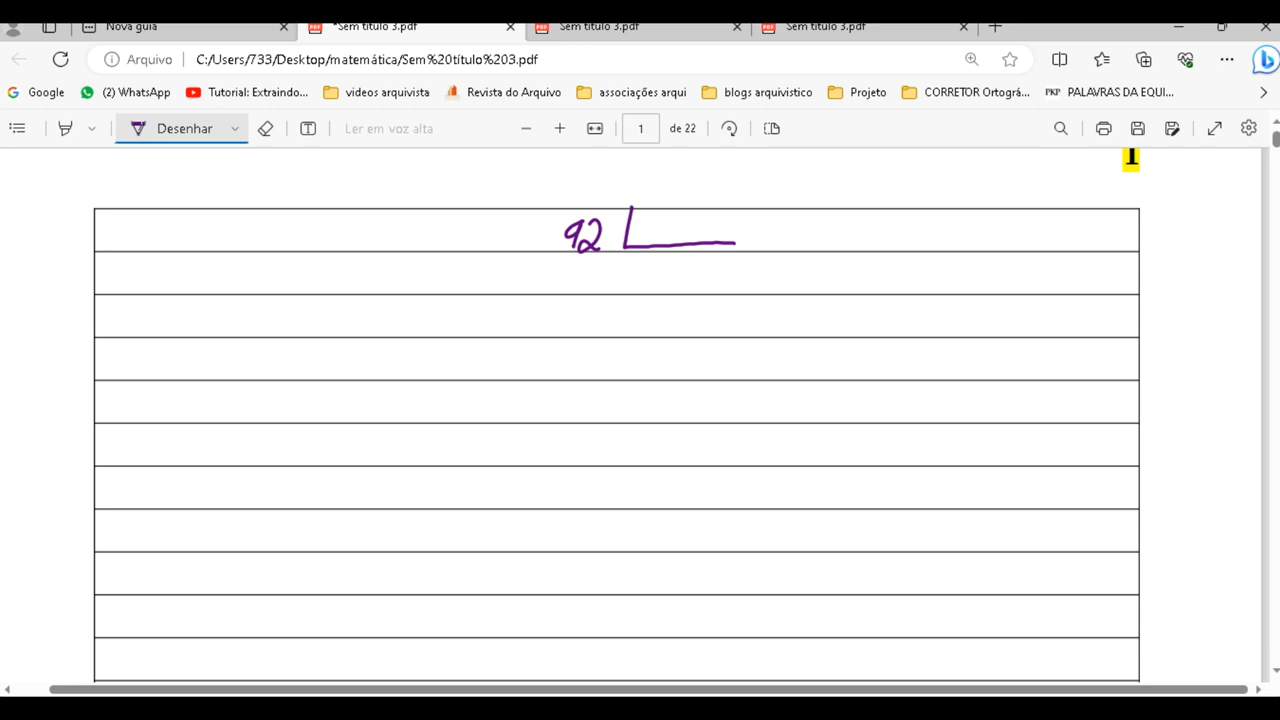 Nova guia
*Sem título 3.pdf
Sem título 3.pdf
Sem título 3.pdf
Arquivo
C:/Users/733/Desktop/matemática/Sem%20título%203.pdf
Google
(2) WhatsApp
Tutorial: Extraindo...
videos arquivista
Revista do Arquivo
associações arqui
blogs arquivistico
Projeto
CORRETOR Ortográ...
PKP PALAVRAS DA EQUI...
Desenhar
Ler em voz alta
1 de 22
1
92